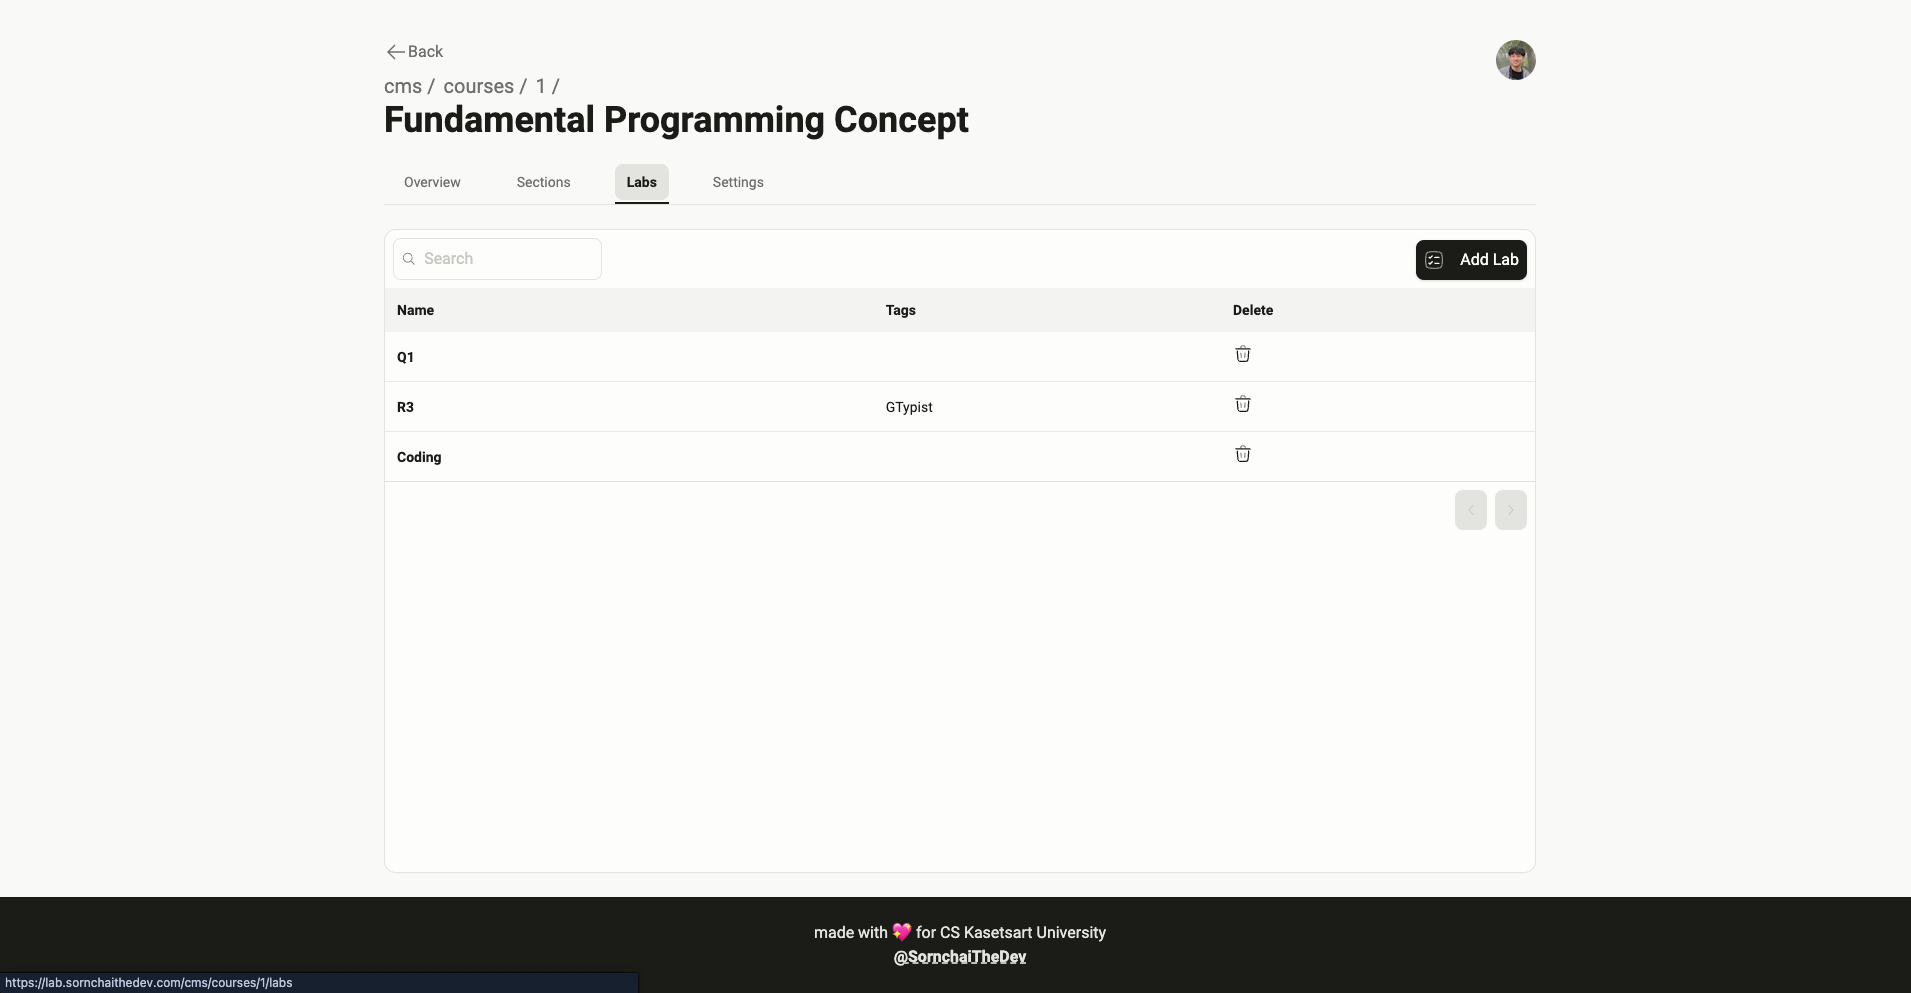 Back
cms / courses / 1 /
Fundamental Programming Concept
Overview Sections Labs Settings
Search Add Lab
Name Tags Delete
Q1
R3 GTypist
Coding
made with 💖 for CS Kasetsart University
@SornchaiTheDev
https://lab.sornchaithedev.com/cms/courses/1/labs